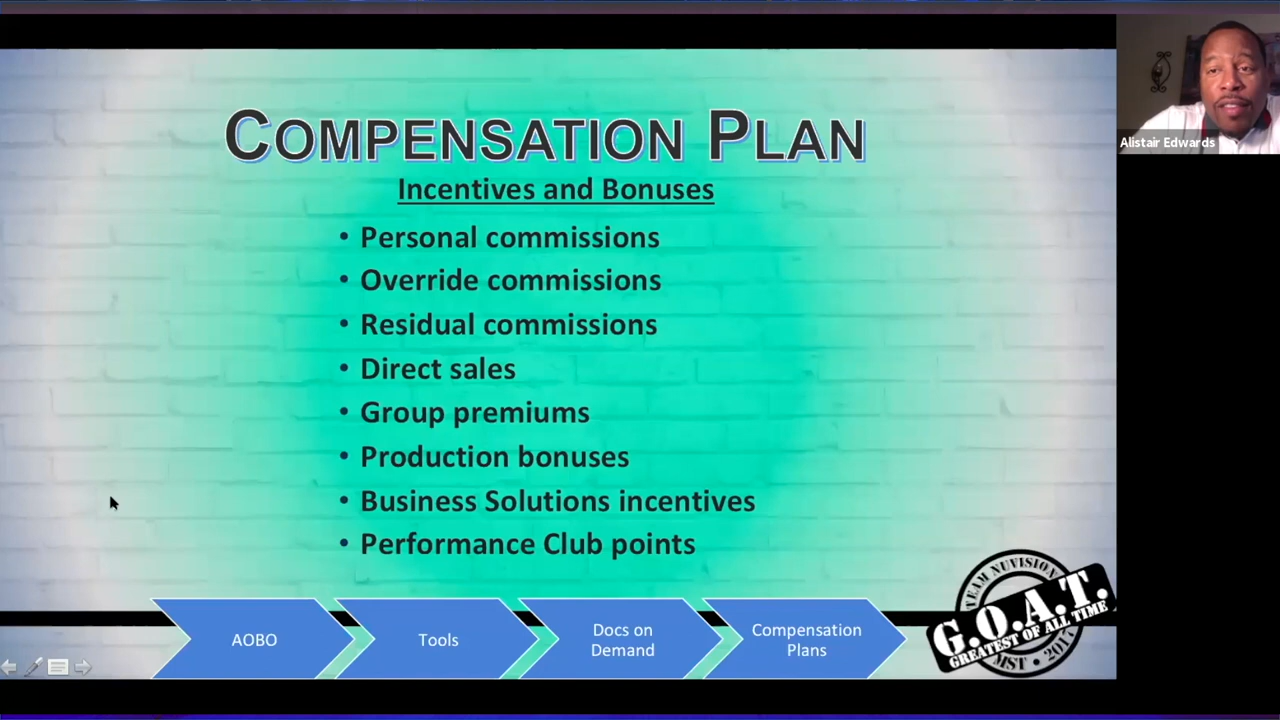 COMPENSATION PLAN
Incentives and Bonuses
• Personal commissions
• Override commissions
• Residual commissions
• Direct sales
• Group premiums
• Production bonuses
• Business Solutions incentives
• Performance Club points
AOBO
Tools
Docs on
Demand
Compensation
Plans
TEAM NUVISION
G.O.A.T.
GREATEST OF ALL TIME
MST • 2017
Alistair Edwards